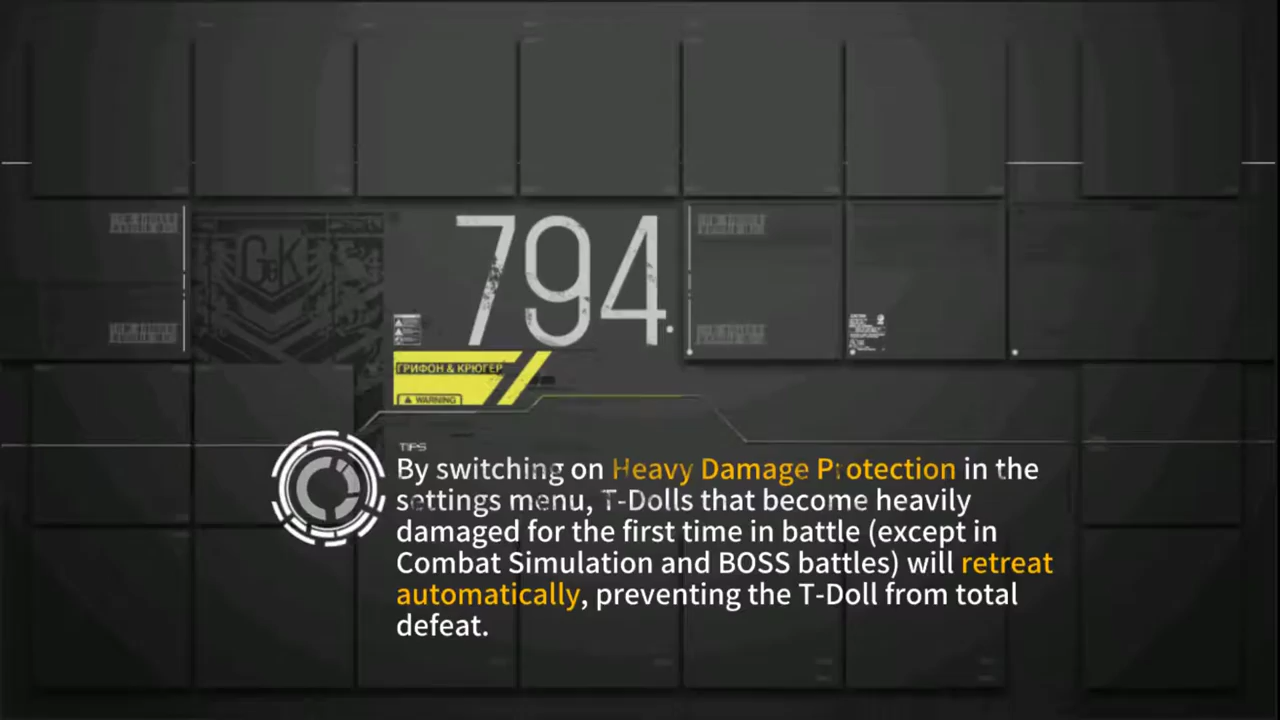 G&K
794.
ГРИФОН & КРЮГЕР
WARNING
TIPS
By switching on Heavy Damage Protection in the
settings menu, T-Dolls that become heavily
damaged for the first time in battle (except in
Combat Simulation and BOSS battles) will retreat
automatically, preventing the T-Doll from total
defeat.